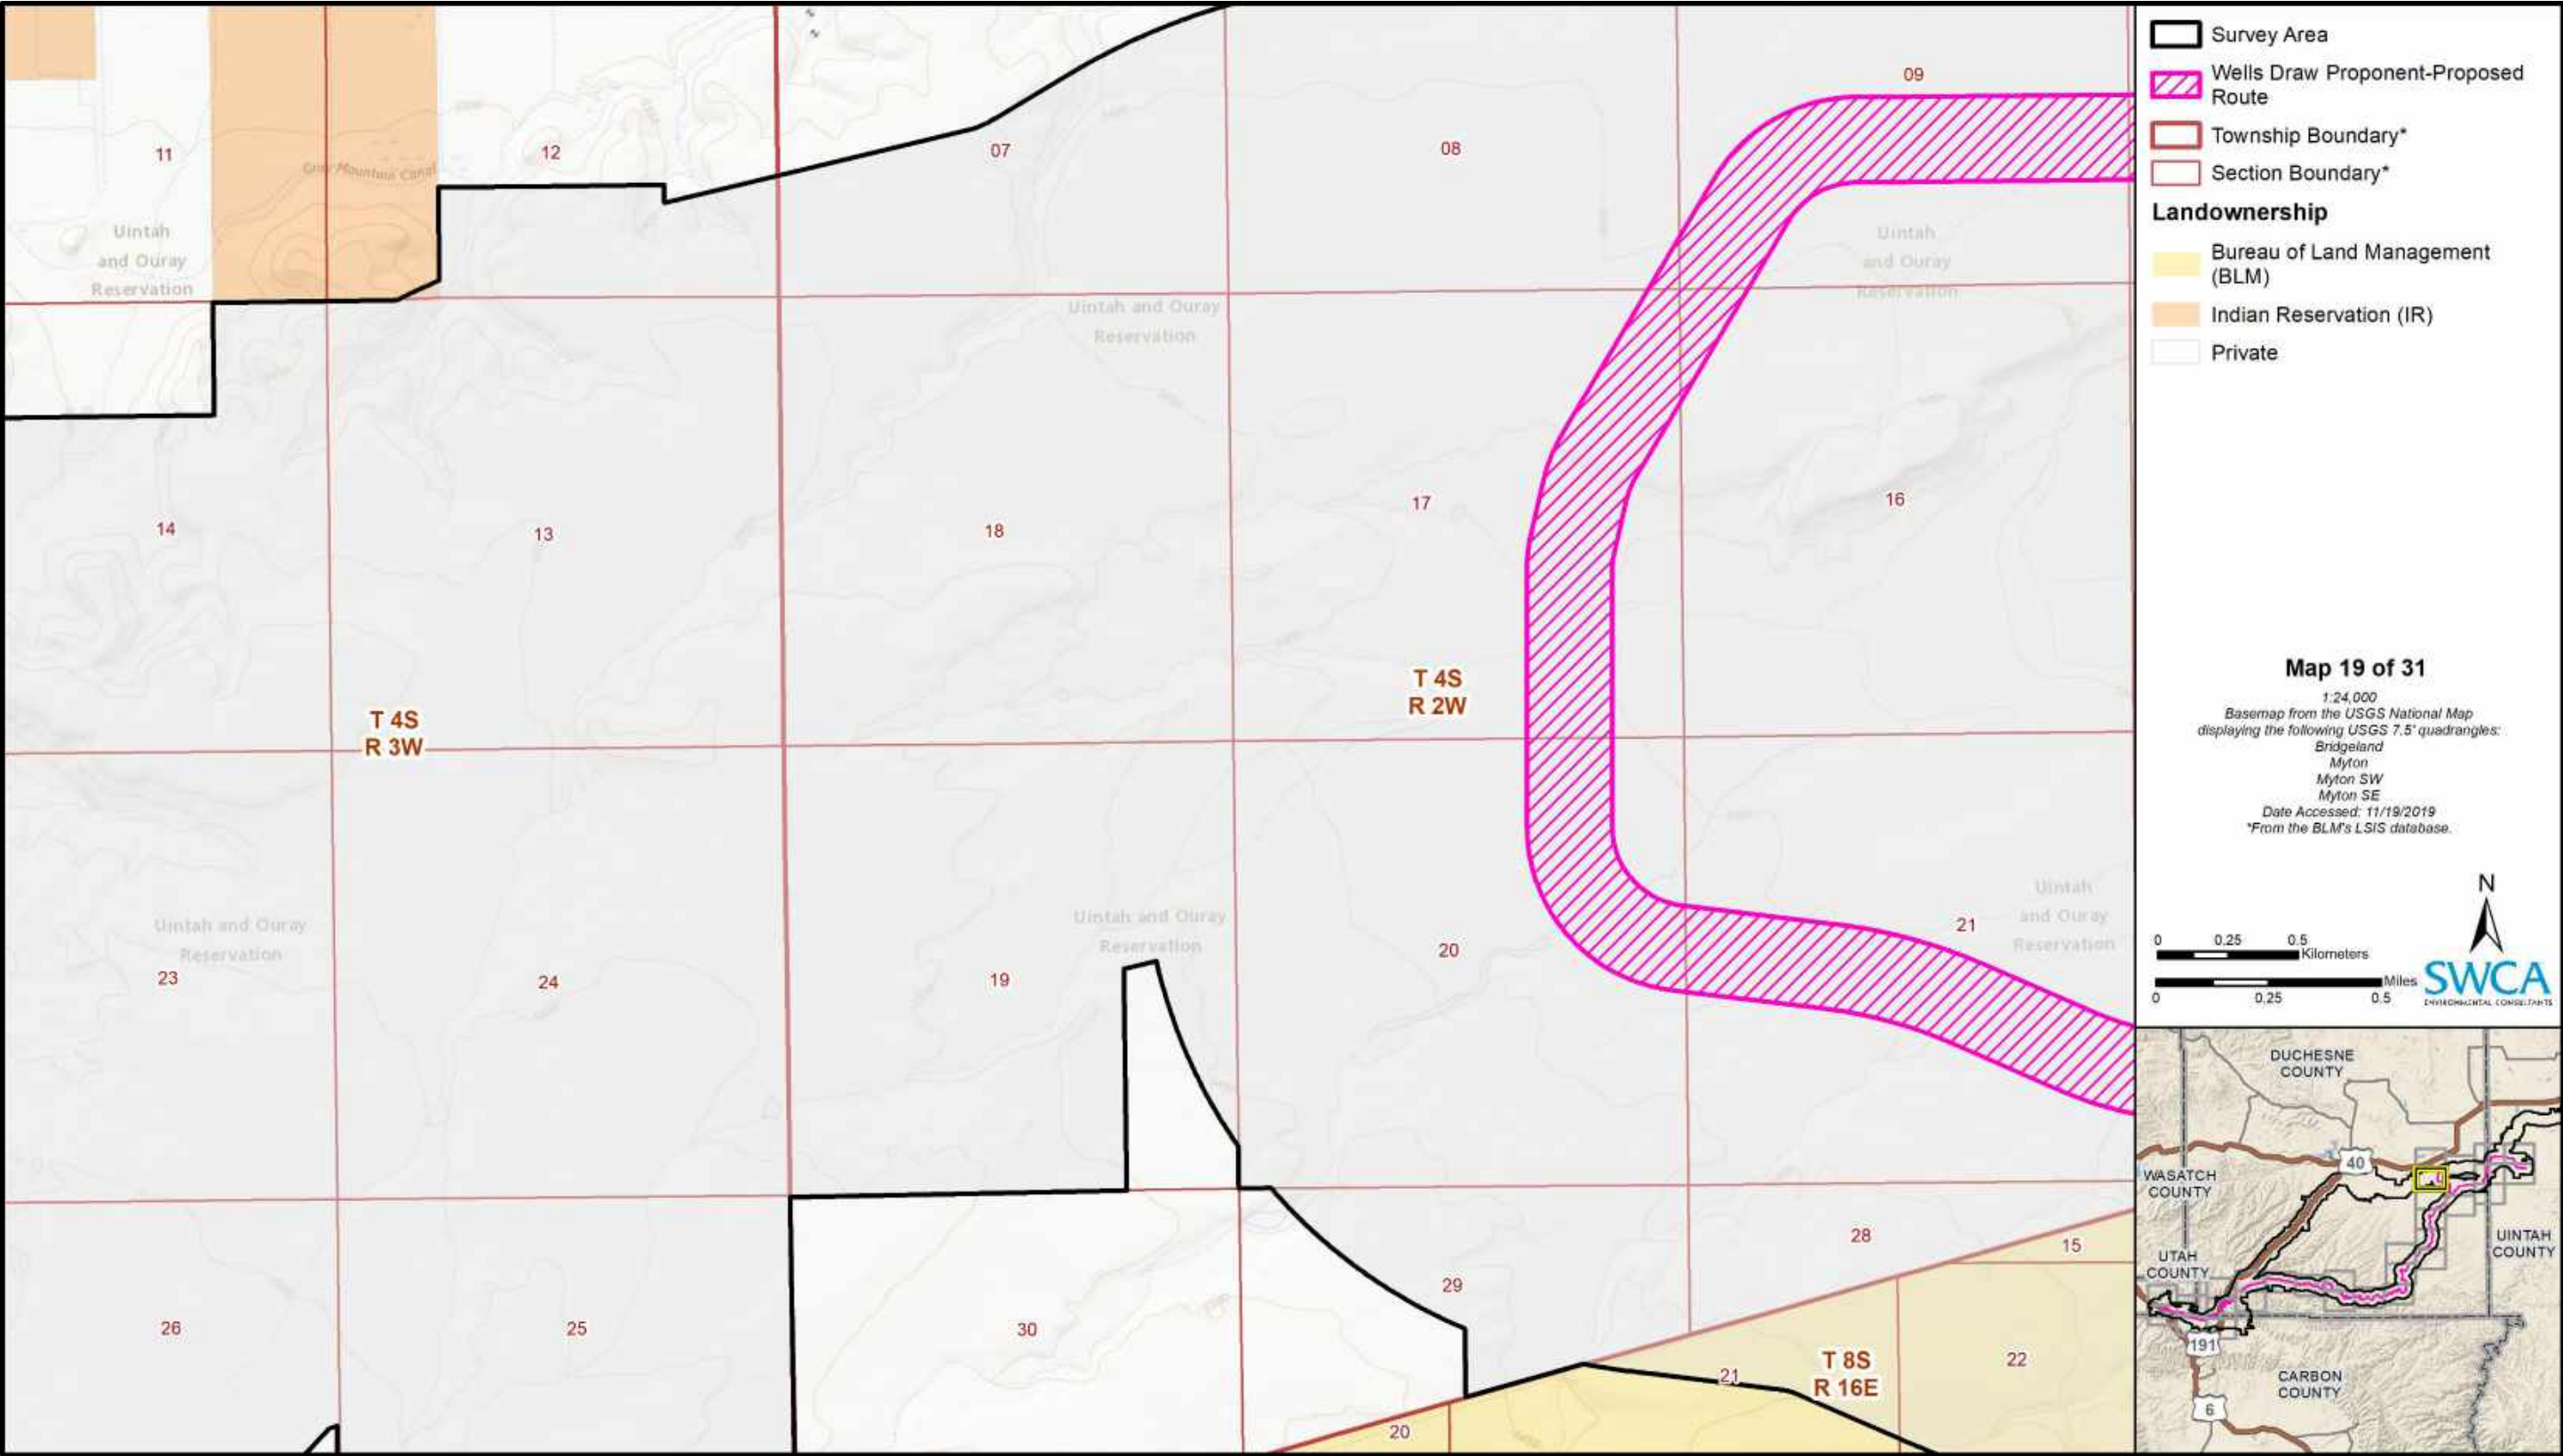 09
11
12
07
08
Gray Mountain Canal
Uintah
and Ouray
Reservation
Uintah
and Ouray
Reservation
Uintah and Ouray
Reservation
14
13
18
17
16
T 4S
R 2W
T 4S
R 3W
Uintah and Ouray
Reservation
Uintah and Ouray
Reservation
Uintah
and Ouray
Reservation
23
24
19
20
21
26
25
30
29
28
15
21
22
20
T 8S
R 16E
Survey Area
Wells Draw Proponent-Proposed
Route
Township Boundary*
Section Boundary*
Landownership
Bureau of Land Management
(BLM)
Indian Reservation (IR)
Private
Map 19 of 31
1:24,000
Basemap from the USGS National Map
displaying the following USGS 7.5' quadrangles:
Bridgeland
Myton
Myton SW
Myton SE
Date Accessed: 11/19/2019
*From the BLM's LSIS database.
N
0 0.25 0.5
Kilometers
Miles
0 0.25 0.5
SWCA
ENVIRONMENTAL CONSULTANTS
DUCHESNE
COUNTY
40
WASATCH
COUNTY
UINTAH
COUNTY
UTAH
COUNTY
191
CARBON
COUNTY
6